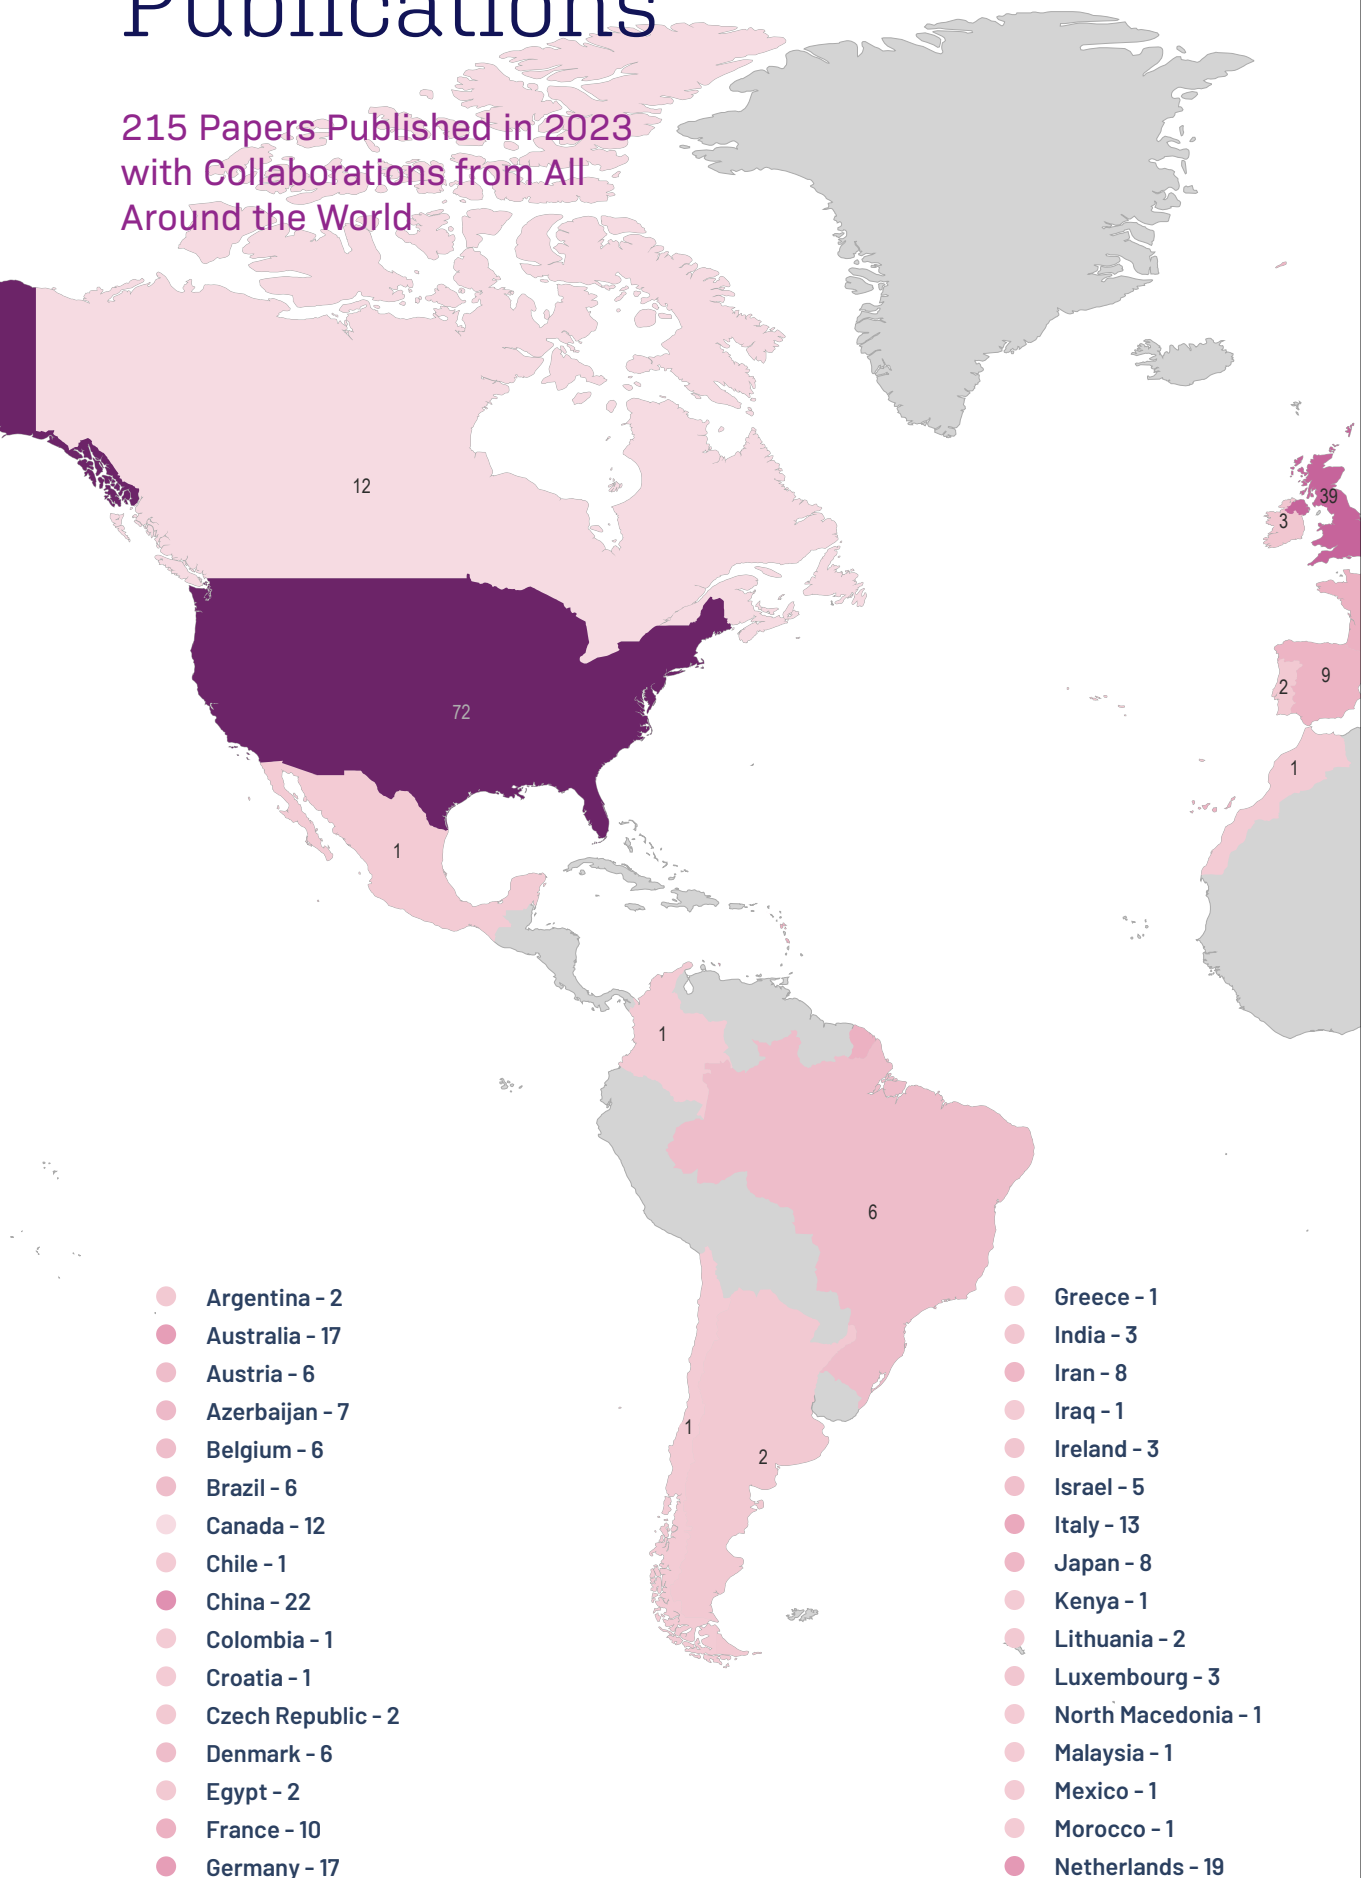 Publications
215 Papers Published in 2023
with Collaborations from All
Around the World
12
39
3
72
9
2
1
1
1
6
1
2
Argentina - 2
Australia - 17
Austria - 6
Azerbaijan - 7
Belgium - 6
Brazil - 6
Canada - 12
Chile - 1
China - 22
Colombia - 1
Croatia - 1
Czech Republic - 2
Denmark - 6
Egypt - 2
France - 10
Germany - 17
Greece - 1
India - 3
Iran - 8
Iraq - 1
Ireland - 3
Israel - 5
Italy - 13
Japan - 8
Kenya - 1
Lithuania - 2
Luxembourg - 3
North Macedonia - 1
Malaysia - 1
Mexico - 1
Morocco - 1
Netherlands - 19